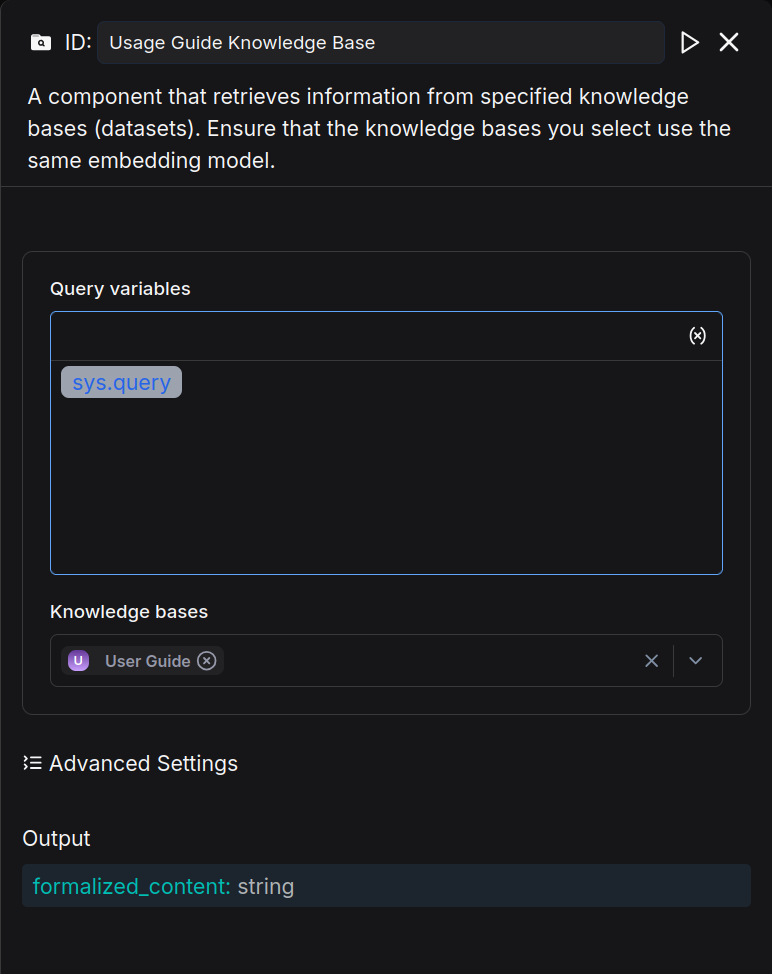 ID: Usage Guide Knowledge Base
A component that retrieves information from specified knowledge
bases (datasets). Ensure that the knowledge bases you select use the
same embedding model.
Query variables
(x)
sys.query
Knowledge bases
U User Guide
Advanced Settings
Output
formalized_content: string